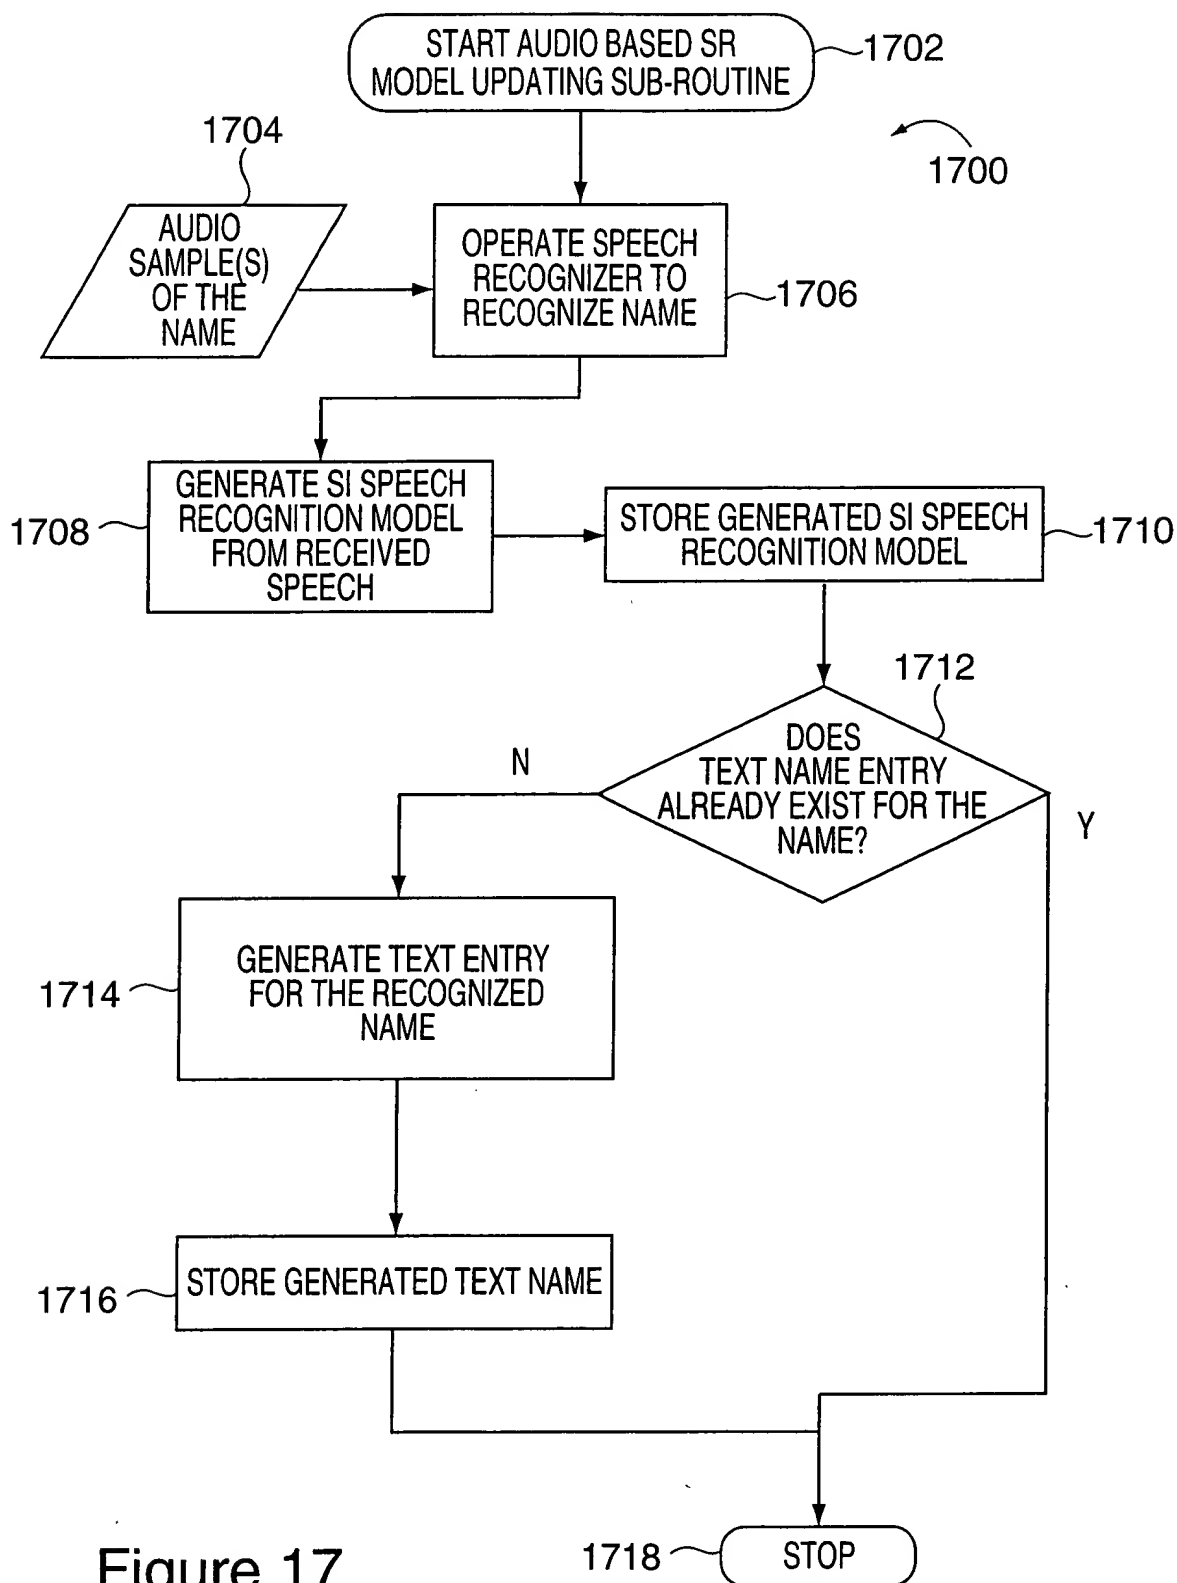 START AUDIO BASED SR
MODEL UPDATING SUB-ROUTINE
1702
1700
1704
AUDIO
SAMPLE(S)
OF THE
NAME
OPERATE SPEECH
RECOGNIZER TO
RECOGNIZE NAME
1706
1708
GENERATE SI SPEECH
RECOGNITION MODEL
FROM RECEIVED
SPEECH
STORE GENERATED SI SPEECH
RECOGNITION MODEL
1710
1712
DOES
TEXT NAME ENTRY
ALREADY EXIST FOR THE
NAME?
N
Y
1714
GENERATE TEXT ENTRY
FOR THE RECOGNIZED
NAME
1716
STORE GENERATED TEXT NAME
1718
STOP
Figure 17